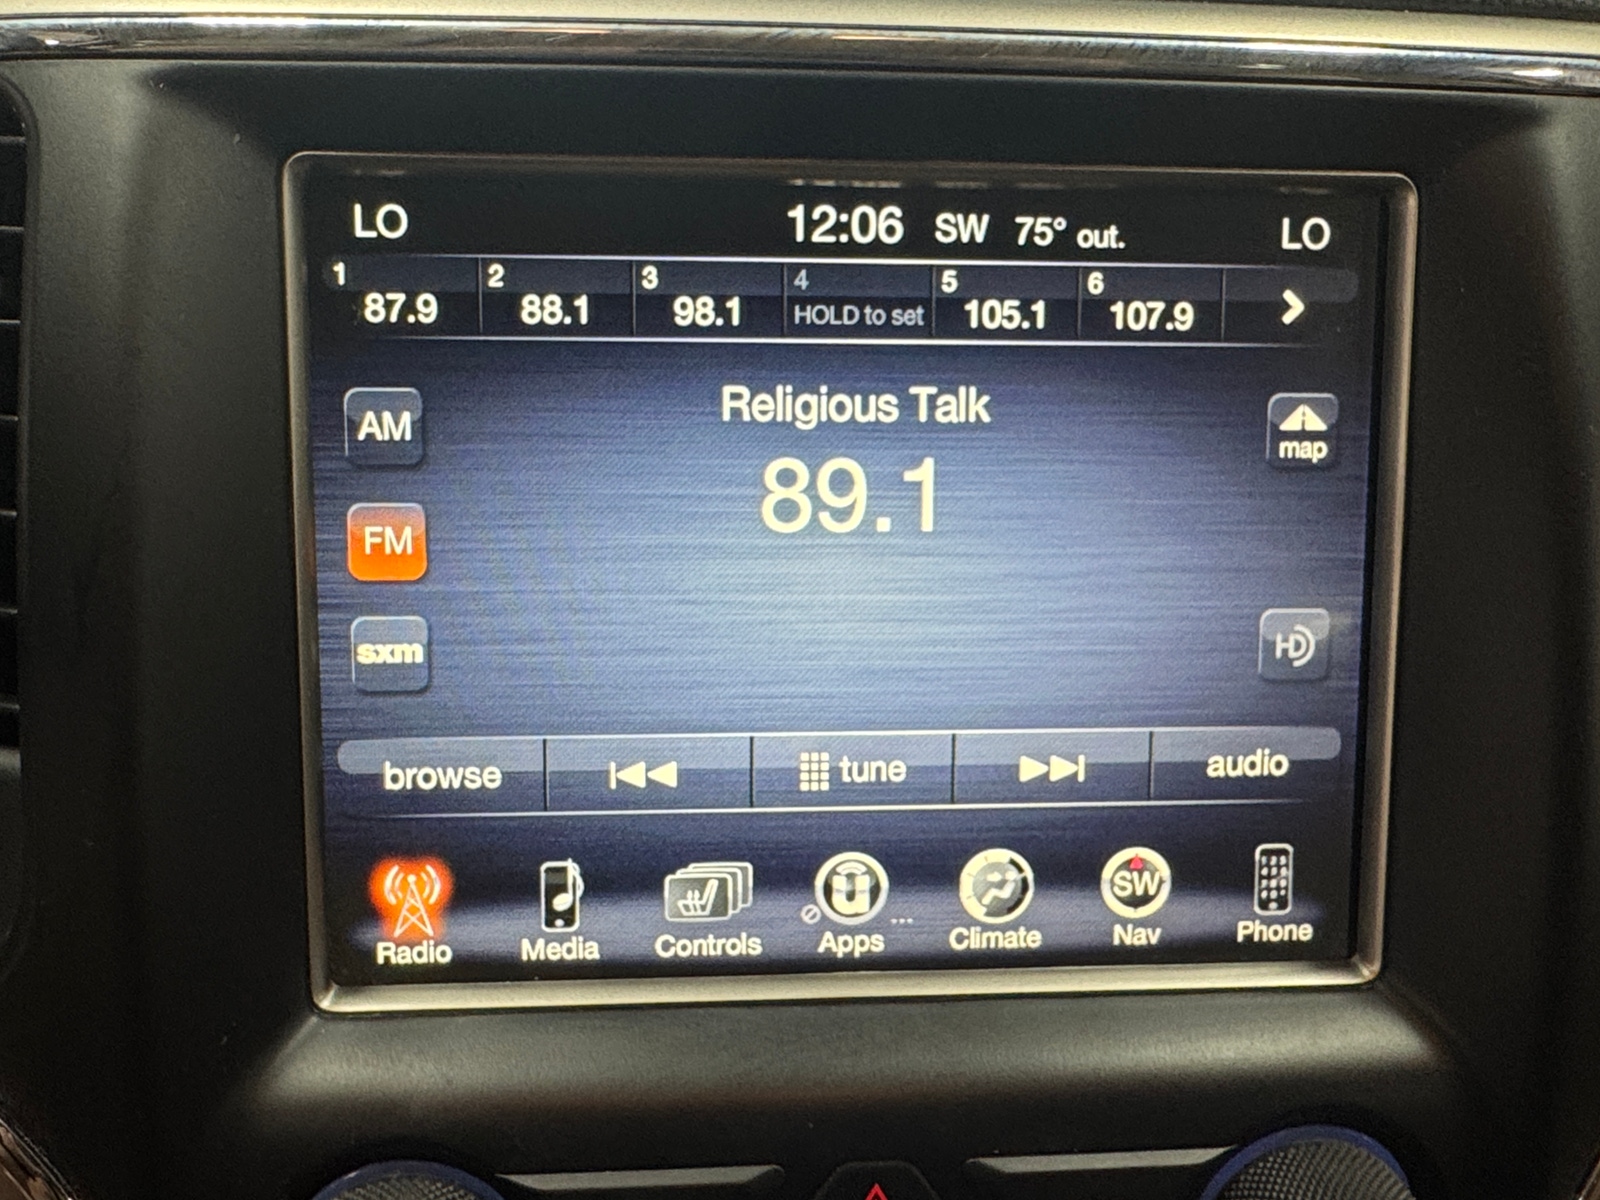 LO 12:06 SW 75° out. LO
1 2 3 4 5 6
87.9 88.1 98.1 HOLD to set 105.1 107.9
Religious Talk
AM
map
89.1
FM
sxm
HD
browse tune audio
SW
Radio Media Controls Apps ... Climate Nav Phone